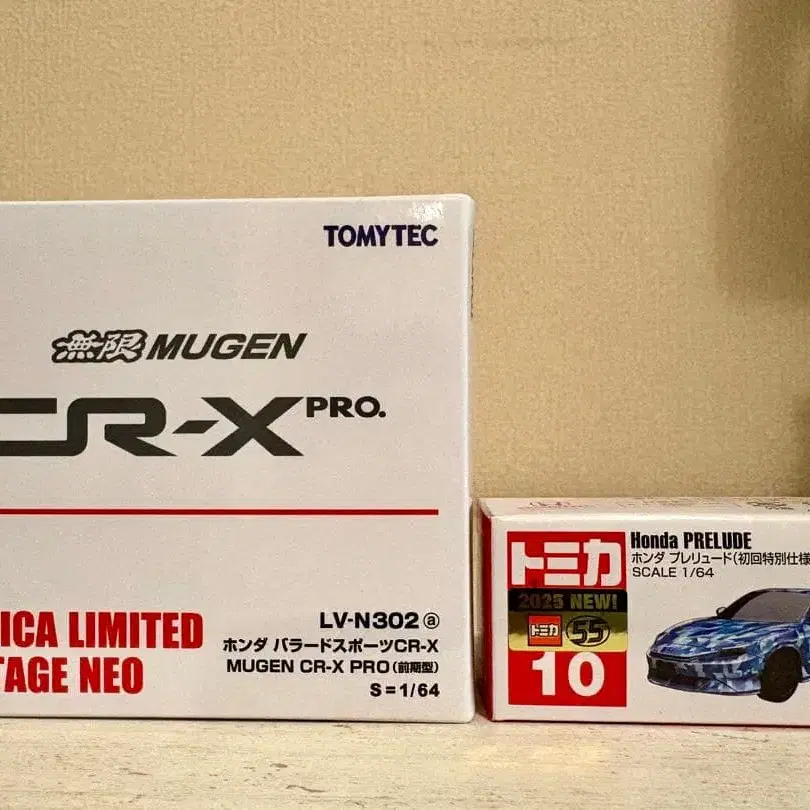 TOMYTEC
無限 MUGEN
CR-X PRO.
ICA LIMITED
TAGE NEO
LV-N302 ⓐ
ホンダ バラードスポーツCR-X
MUGEN CR-X PRO(前期型)
S=1/64
トミカ
2025 NEW!
トミカ 55
10
Honda PRELUDE
ホンダ プレリュード(初回特別仕様
SCALE 1/64